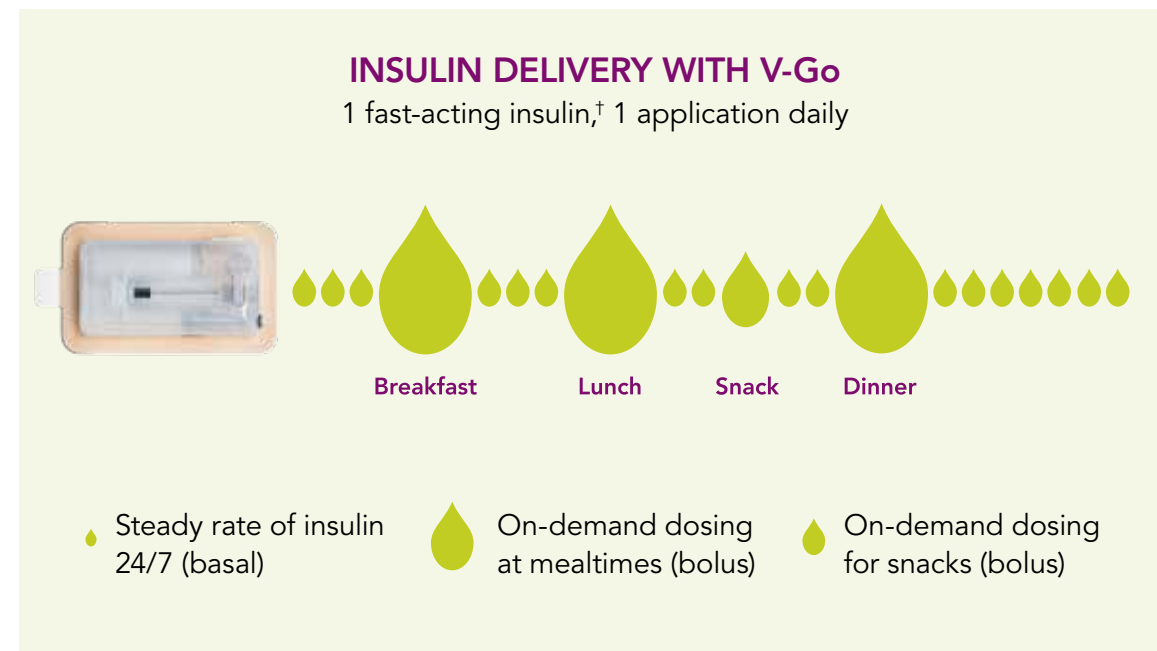 INSULIN DELIVERY WITH V-Go
1 fast-acting insulin,† 1 application daily
Breakfast
Lunch
Snack
Dinner
Steady rate of insulin
24/7 (basal)
On-demand dosing
at mealtimes (bolus)
On-demand dosing
for snacks (bolus)